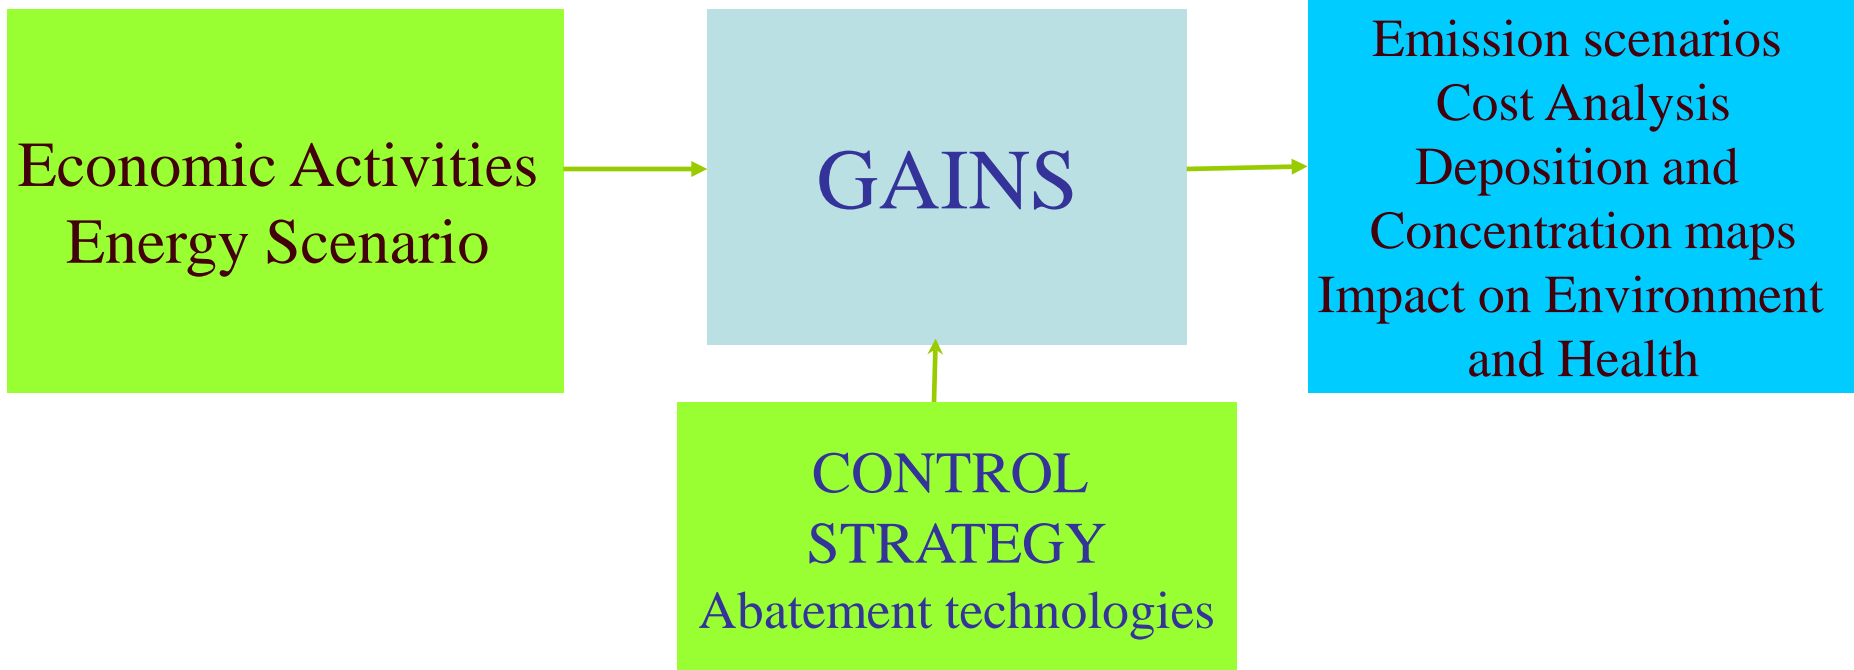 Economic Activities
Energy Scenario
GAINS
Emission scenarios
Cost Analysis
Deposition and
Concentration maps
Impact on Environment
and Health
CONTROL
STRATEGY
Abatement technologies